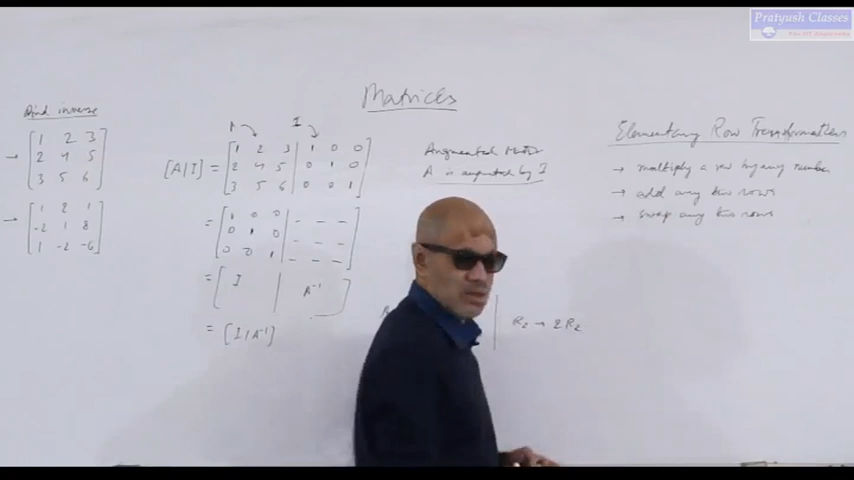 Pratyush Classes
Matrices
Find inverse
1 2 3
2 4 5
3 5 6
1 2 1
-2 1 8
1 -2 -6
A I
[A|I] = 1 2 3 | 1 0 0
2 4 5 | 0 1 0
3 5 6 | 0 0 1
= 1 0 0 | - - -
0 1 0 | - - -
0 0 1 | - - -
= [ I | A⁻¹ ]
= [I|A⁻¹]
Augmented Matrix
A is augmented by I
R₂ → 2R₂
Elementary Row Transformations
→ multiply a row by any number
→ add any two rows
→ swap any two rows